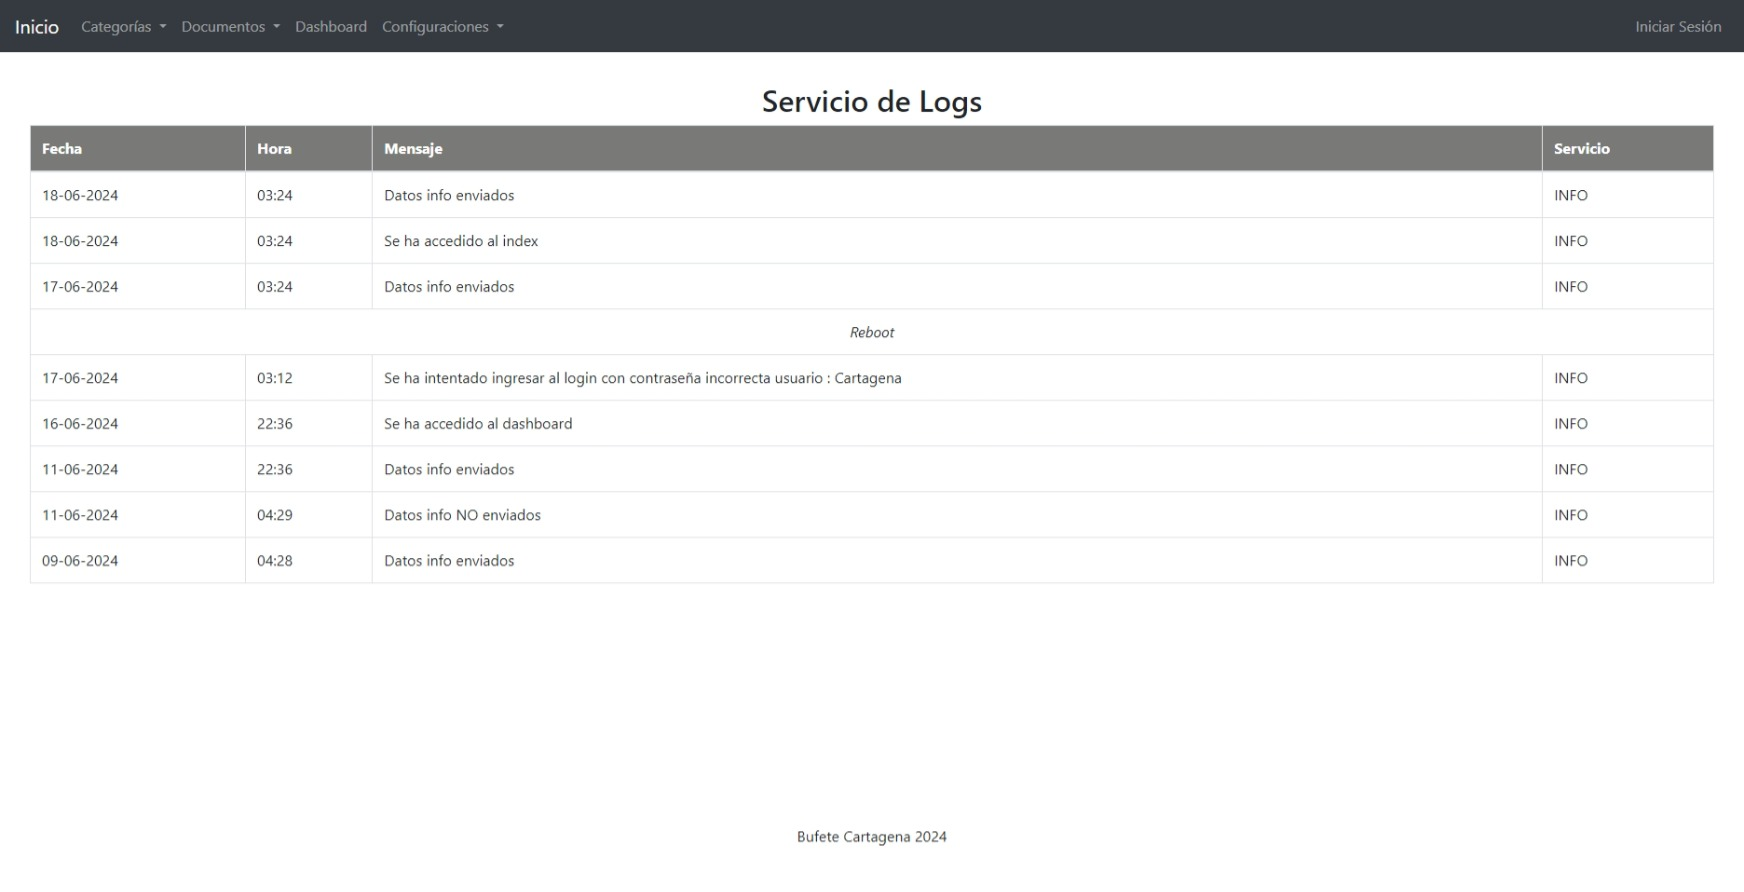 Inicio Categorías Documentos Dashboard Configuraciones Iniciar Sesión
Servicio de Logs
Fecha Hora Mensaje Servicio
18-06-2024 03:24 Datos info enviados INFO
18-06-2024 03:24 Se ha accedido al index INFO
17-06-2024 03:24 Datos info enviados INFO
Reboot
17-06-2024 03:12 Se ha intentado ingresar al login con contraseña incorrecta usuario : Cartagena INFO
16-06-2024 22:36 Se ha accedido al dashboard INFO
11-06-2024 22:36 Datos info enviados INFO
11-06-2024 04:29 Datos info NO enviados INFO
09-06-2024 04:28 Datos info enviados INFO
Bufete Cartagena 2024